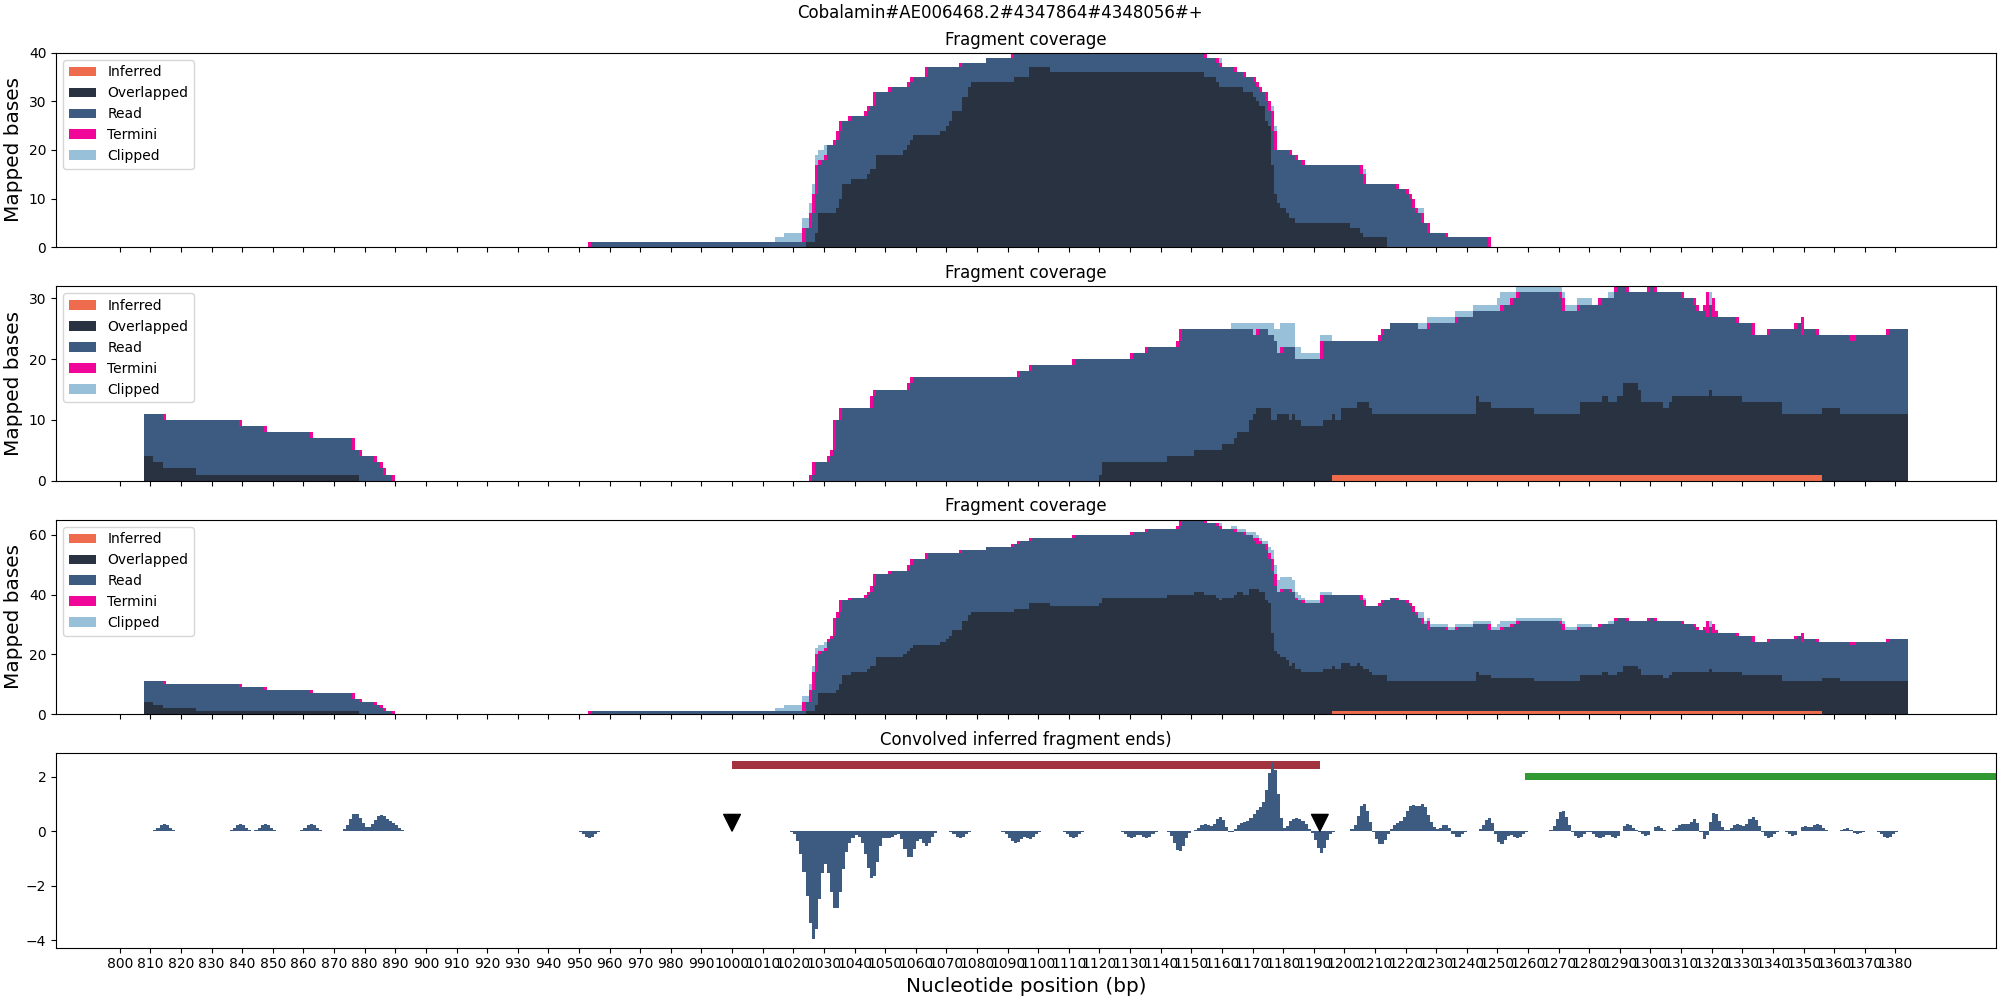 Cobalamin#AE006468.2#4347864#4348056#+
Fragment coverage
Mapped bases
40
30
20
10
0
Inferred
Overlapped
Read
Termini
Clipped
Fragment coverage
Mapped bases
30
20
10
0
Inferred
Overlapped
Read
Termini
Clipped
Fragment coverage
Mapped bases
60
40
20
0
Inferred
Overlapped
Read
Termini
Clipped
Convolved inferred fragment ends)
2
0
−2
−4
800 810 820 830 840 850 860 870 880 890 900 910 920 930 940 950 960 970 980 990 1000 1010 1020 1030 1040 1050 1060 1070 1080 1090 1100 1110 1120 1130 1140 1150 1160 1170 1180 1190 1200 1210 1220 1230 1240 1250 1260 1270 1280 1290 1300 1310 1320 1330 1340 1350 1360 1370 1380
Nucleotide position (bp)